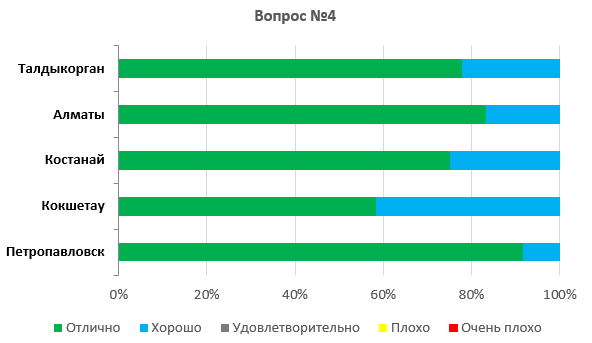 Вопрос №4
Талдыкорган
Алматы
Костанай
Кокшетау
Петропавловск
0% 20% 40% 60% 80% 100%
Отлично Хорошо Удовлетворительно Плохо Очень плохо